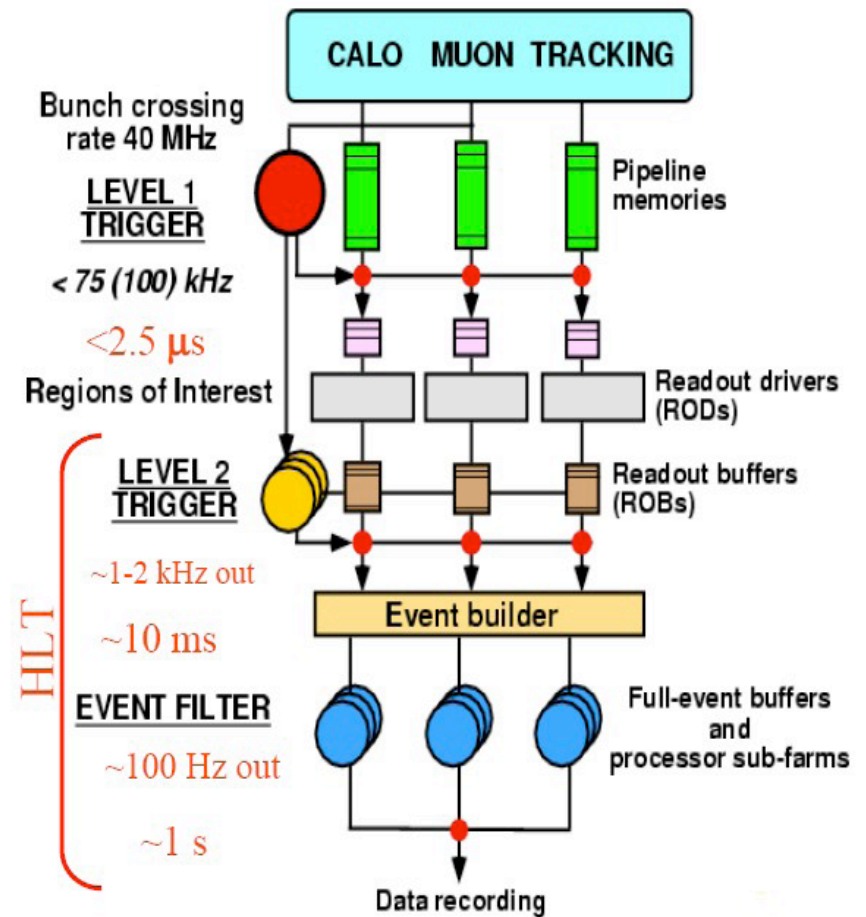 CALO MUON TRACKING
Bunch crossing
rate 40 MHz
LEVEL 1
TRIGGER
Pipeline
memories
< 75 (100) kHz
<2.5 μs
Regions of Interest
Readout drivers
(RODs)
LEVEL 2
TRIGGER
Readout buffers
(ROBs)
~1-2 kHz out
~10 ms
HLT
Event builder
EVENT FILTER
Full-event buffers
and
processor sub-farms
~100 Hz out
~1 s
Data recording